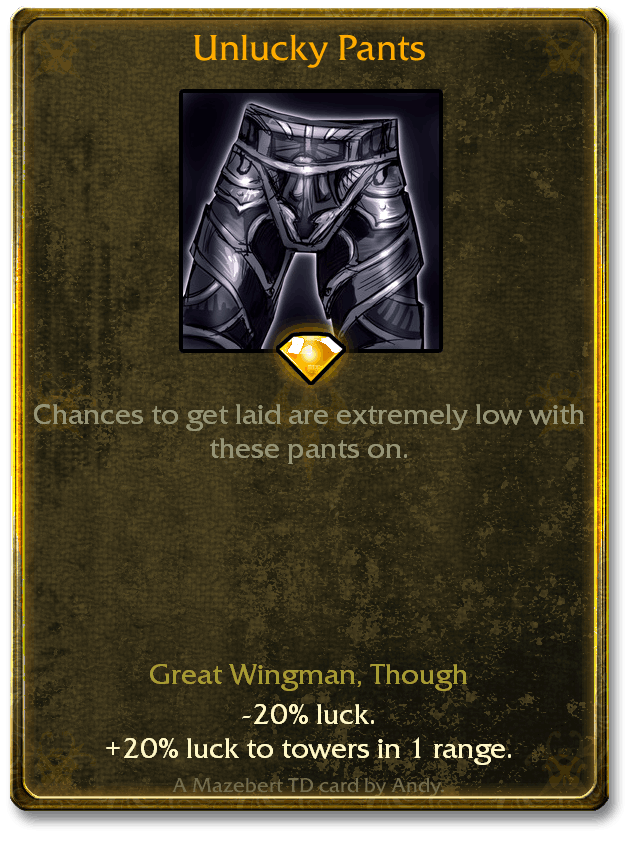 Unlucky Pants
Chances to get laid are extremely low with
these pants on.
Great Wingman, Though
-20% luck.
+20% luck to towers in 1 range.
A Mazebert TD card by Andy.